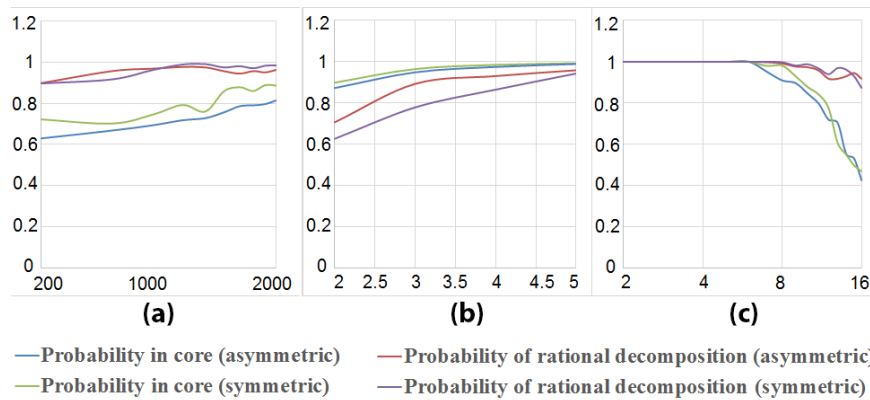 1.2 1.2 1.2
1 1 1
0.8 0.8 0.8
0.6 0.6 0.6
0.4 0.4 0.4
0.2 0.2 0.2
0 0 0
200 1000 2000 2 2.5 3 3.5 4 4.5 5 2 4 8 16
(a) (b) (c)
Probability in core (asymmetric) Probability of rational decomposition (asymmetric)
Probability in core (symmetric) Probability of rational decomposition (symmetric)